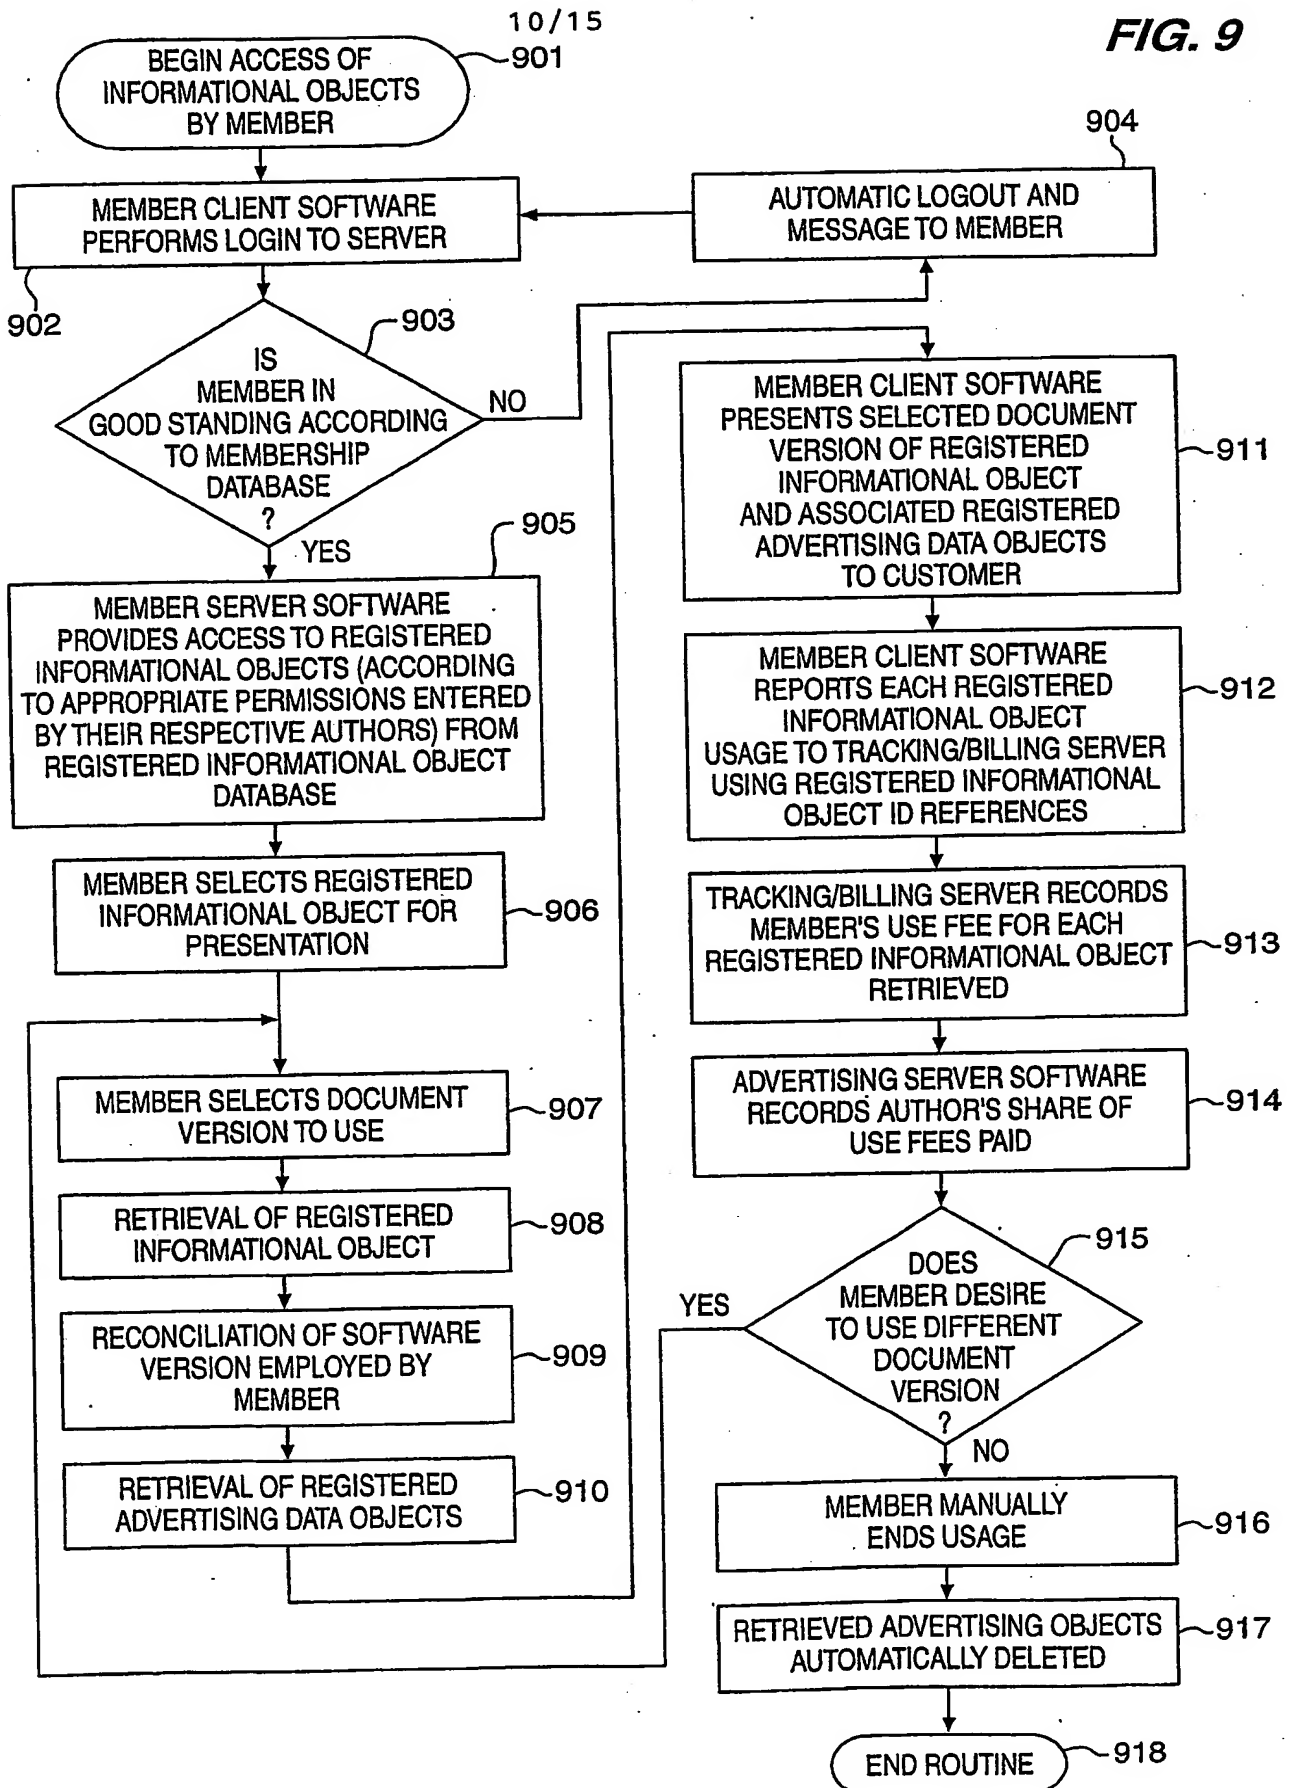 10/15
FIG. 9
BEGIN ACCESS OF
INFORMATIONAL OBJECTS
BY MEMBER
901
MEMBER CLIENT SOFTWARE
PERFORMS LOGIN TO SERVER
902
AUTOMATIC LOGOUT AND
MESSAGE TO MEMBER
904
IS
MEMBER IN
GOOD STANDING ACCORDING
TO MEMBERSHIP
DATABASE
?
903
NO
YES
MEMBER SERVER SOFTWARE
PROVIDES ACCESS TO REGISTERED
INFORMATIONAL OBJECTS (ACCORDING
TO APPROPRIATE PERMISSIONS ENTERED
BY THEIR RESPECTIVE AUTHORS) FROM
REGISTERED INFORMATIONAL OBJECT
DATABASE
905
MEMBER SELECTS REGISTERED
INFORMATIONAL OBJECT FOR
PRESENTATION
906
MEMBER SELECTS DOCUMENT
VERSION TO USE
907
RETRIEVAL OF REGISTERED
INFORMATIONAL OBJECT
908
RECONCILIATION OF SOFTWARE
VERSION EMPLOYED BY
MEMBER
909
RETRIEVAL OF REGISTERED
ADVERTISING DATA OBJECTS
910
MEMBER CLIENT SOFTWARE
PRESENTS SELECTED DOCUMENT
VERSION OF REGISTERED
INFORMATIONAL OBJECT
AND ASSOCIATED REGISTERED
ADVERTISING DATA OBJECTS
TO CUSTOMER
911
MEMBER CLIENT SOFTWARE
REPORTS EACH REGISTERED
INFORMATIONAL OBJECT
USAGE TO TRACKING/BILLING SERVER
USING REGISTERED INFORMATIONAL
OBJECT ID REFERENCES
912
TRACKING/BILLING SERVER RECORDS
MEMBER'S USE FEE FOR EACH
REGISTERED INFORMATIONAL OBJECT
RETRIEVED
913
ADVERTISING SERVER SOFTWARE
RECORDS AUTHOR'S SHARE OF
USE FEES PAID
914
DOES
MEMBER DESIRE
TO USE DIFFERENT
DOCUMENT
VERSION
?
915
YES
NO
MEMBER MANUALLY
ENDS USAGE
916
RETRIEVED ADVERTISING OBJECTS
AUTOMATICALLY DELETED
917
END ROUTINE
918